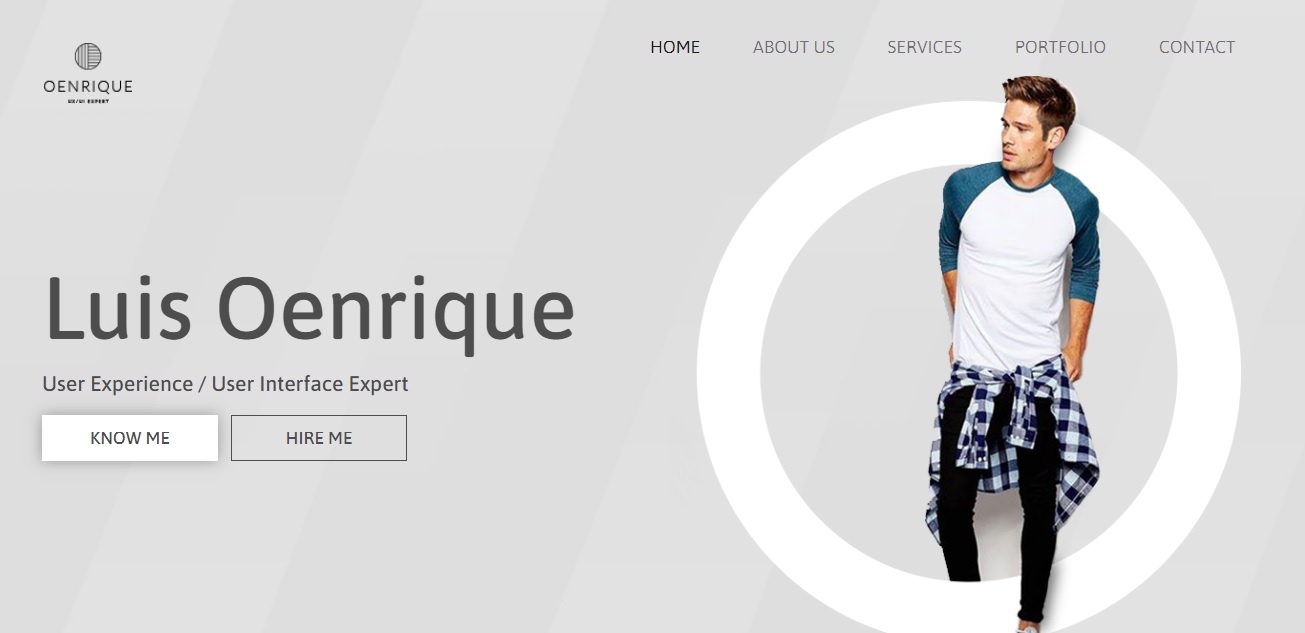 HOME ABOUT US SERVICES PORTFOLIO CONTACT
OENRIQUE
UX/UI EXPERT
Luis Oenrique
User Experience / User Interface Expert
KNOW ME HIRE ME